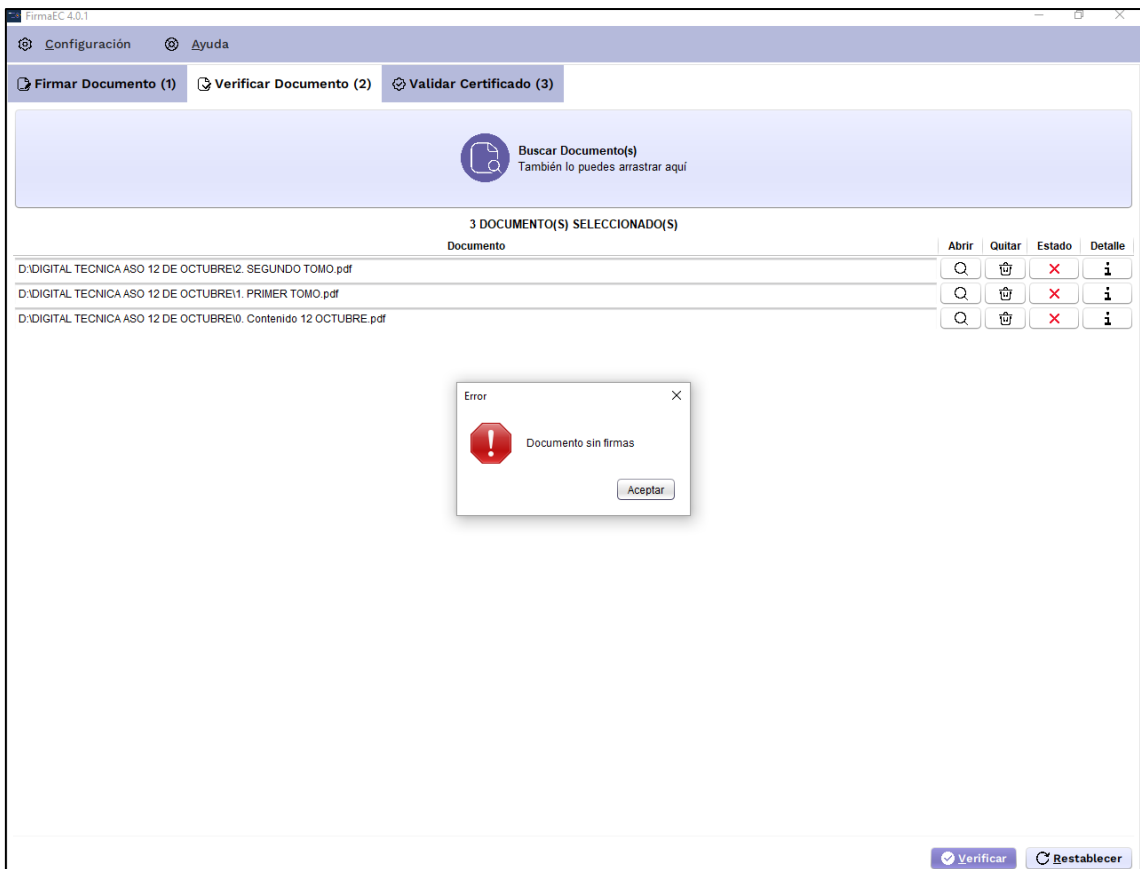 FirmaEC 4.0.1
Configuración Ayuda
Firmar Documento (1) Verificar Documento (2) Validar Certificado (3)
Buscar Documento(s)
También lo puedes arrastrar aquí
3 DOCUMENTO(S) SELECCIONADO(S)
Documento Abrir Quitar Estado Detalle
D:\DIGITAL TECNICA ASO 12 DE OCTUBRE\2. SEGUNDO TOMO.pdf
D:\DIGITAL TECNICA ASO 12 DE OCTUBRE\1. PRIMER TOMO.pdf
D:\DIGITAL TECNICA ASO 12 DE OCTUBRE\0. Contenido 12 OCTUBRE.pdf
Error
Documento sin firmas
Aceptar
Verificar Restablecer